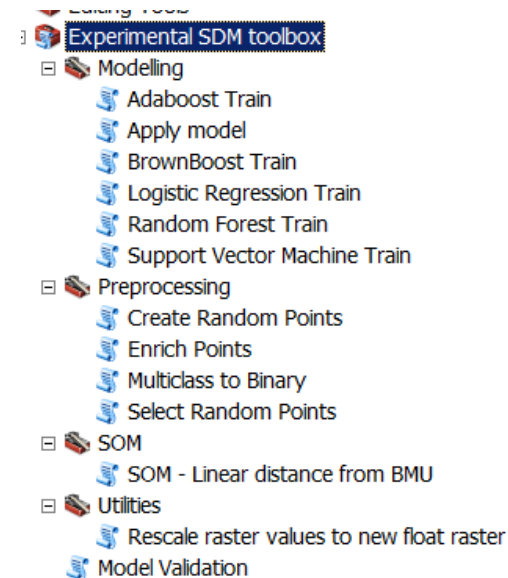 Editing Tools
Experimental SDM toolbox
Modelling
Adaboost Train
Apply model
BrownBoost Train
Logistic Regression Train
Random Forest Train
Support Vector Machine Train
Preprocessing
Create Random Points
Enrich Points
Multiclass to Binary
Select Random Points
SOM
SOM - Linear distance from BMU
Utilities
Rescale raster values to new float raster
Model Validation